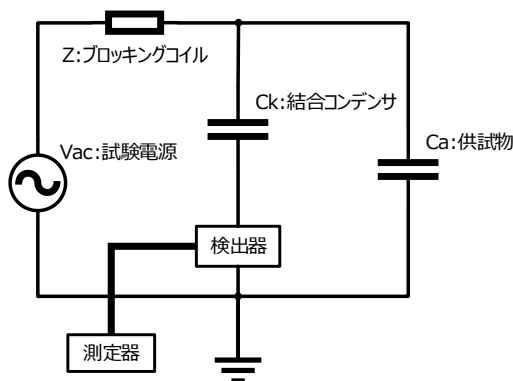 Z:ブロッキングコイル
Ck:結合コンデンサ
Vac:試験電源
Ca:供試物
検出器
測定器